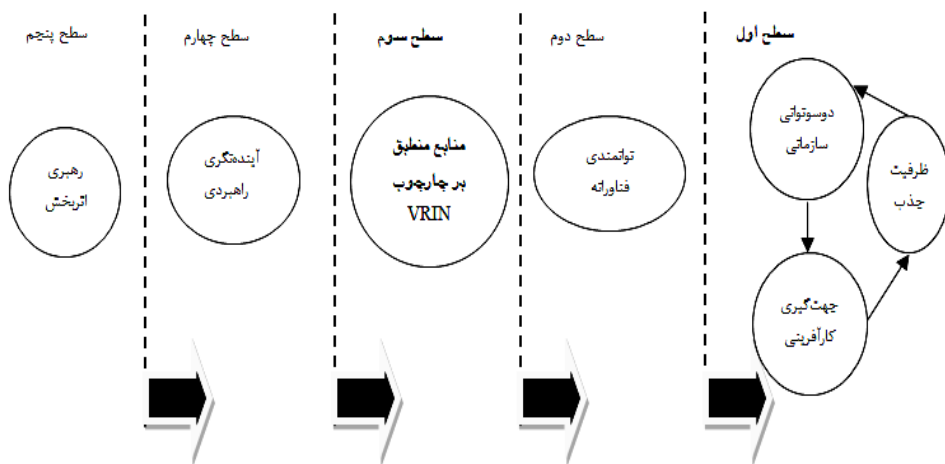 سطح اول
سطح دوم
سطح سوم
سطح چهارم
سطح پنجم
دوسوتوانی
سازمانی
ظرفیت
جذب
جهت‌گیری
کارآفرینی
توانمندی
فناورانه
منابع منطبق
بر چارچوب
VRIN
آینده‌نگری
راهبردی
رهبری
اثربخش